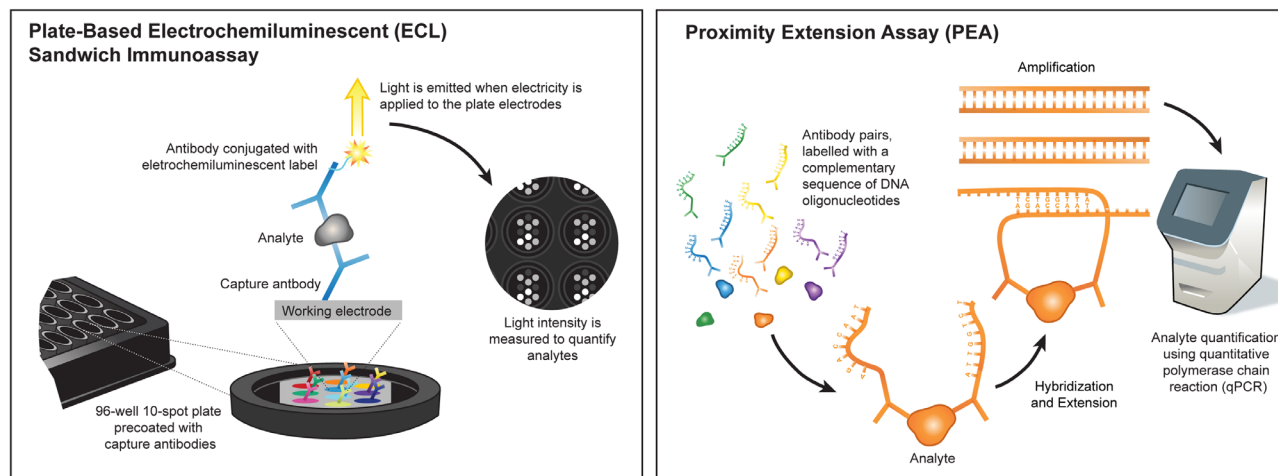 Plate-Based Electrochemiluminescent (ECL)
Sandwich Immunoassay
Light is emitted when electricity is
applied to the plate electrodes
Antibody conjugated with
eletrochemiluminescent label
Analyte
Capture antbody
Working electrode
Light intensity is
measured to quantify
analytes
96-well 10-spot plate
precoated with
capture antibodies
Proximity Extension Assay (PEA)
Amplification
Antibody pairs,
labelled with a
complementary
sequence of DNA
oligonucleotides
Hybridization
and Extension
Analyte
Analyte quantification
using quantitative
polymerse chain
reaction (qPCR)